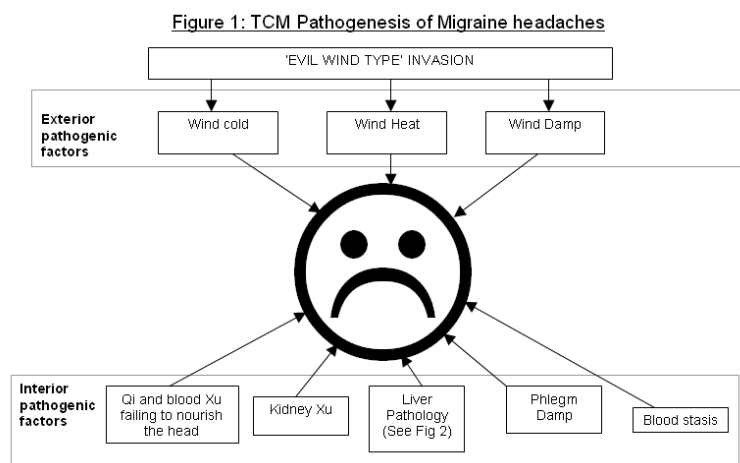 Figure 1: TCM Pathogenesis of Migraine headaches
'EVIL WIND TYPE' INVASION
Exterior
pathogenic
factors
Wind cold
Wind Heat
Wind Damp
Interior
pathogenic
factors
Qi and blood Xu
failing to nourish
the head
Kidney Xu
Liver
Pathology
(See Fig 2)
Phlegm
Damp
Blood stasis